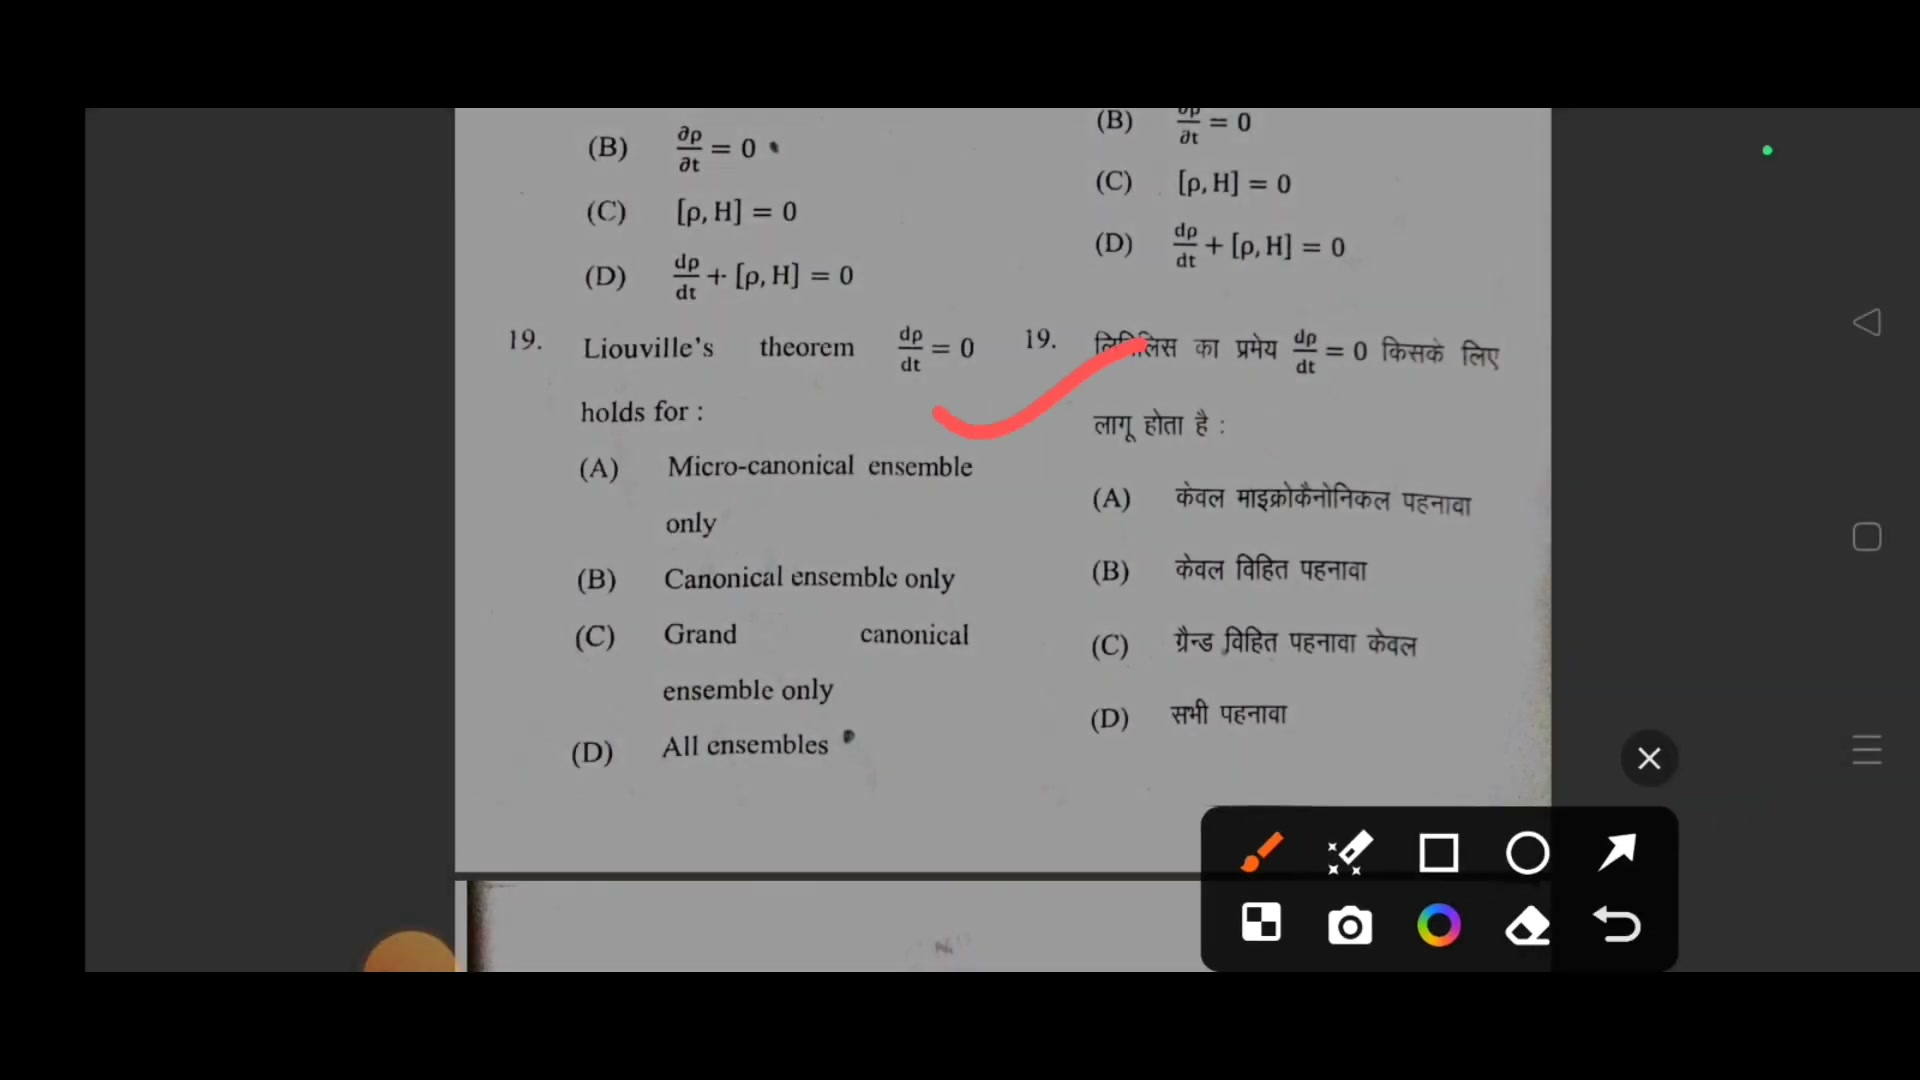 (B) ∂ρ/∂t = 0
(C) [ρ, H] = 0
(D) dρ/dt + [ρ, H] = 0
19. Liouville's theorem dρ/dt = 0
holds for :
(A) Micro-canonical ensemble
only
(B) Canonical ensemble only
(C) Grand canonical
ensemble only
(D) All ensembles
(B) ∂ρ/∂t = 0
(C) [ρ, H] = 0
(D) dρ/dt + [ρ, H] = 0
19. का प्रमेय dρ/dt = 0 किसके लिए
लागू होता है :
(A) केवल माइक्रोकैनोनिकल पहनावा
(B) केवल विहित पहनावा
(C) ग्रैन्ड विहित पहनावा केवल
(D) सभी पहनावा